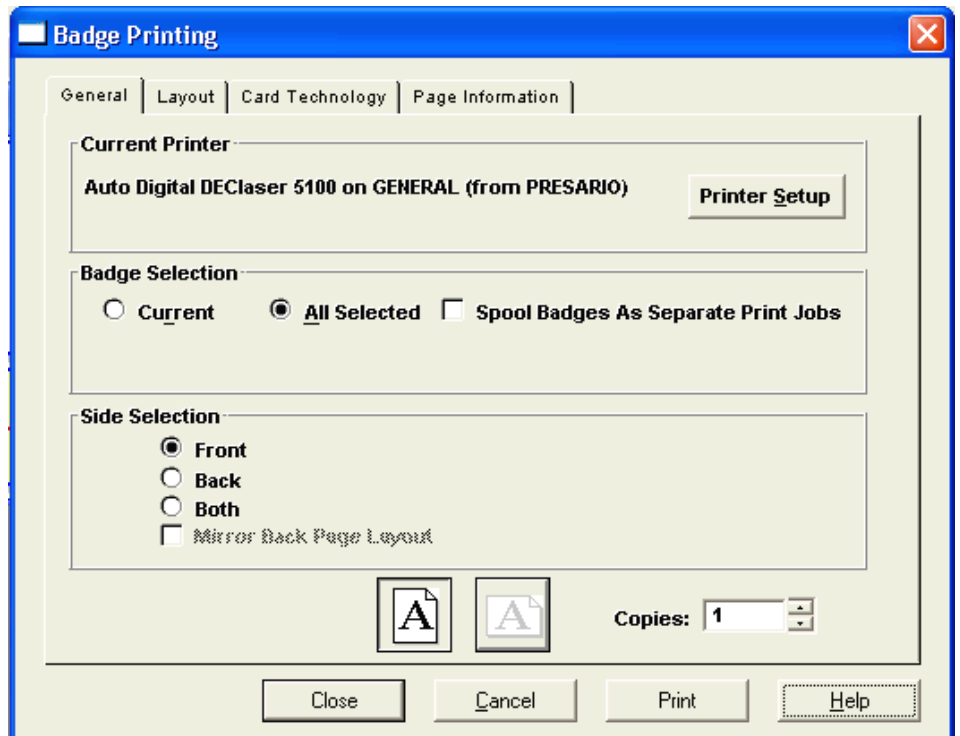 Badge Printing
General Layout Card Technology Page Information
Current Printer
Auto Digital DEClaser 5100 on GENERAL (from PRESARIO)
Printer Setup
Badge Selection
Current All Selected Spool Badges As Separate Print Jobs
Side Selection
Front
Back
Both
Mirror Back Page Layout
A A Copies: 1
Close Cancel Print Help